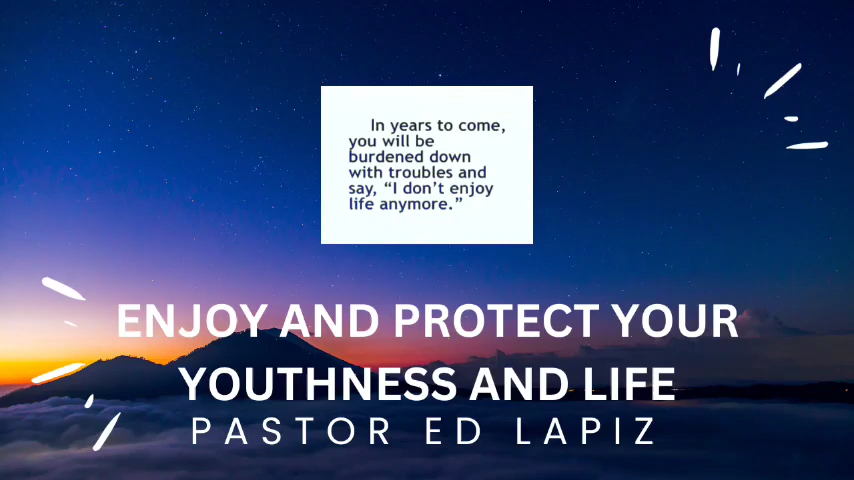 In years to come,
you will be
burdened down
with troubles and
say, “I don’t enjoy
life anymore.”
ENJOY AND PROTECT YOUR
YOUTHNESS AND LIFE
PASTOR ED LAPIZ